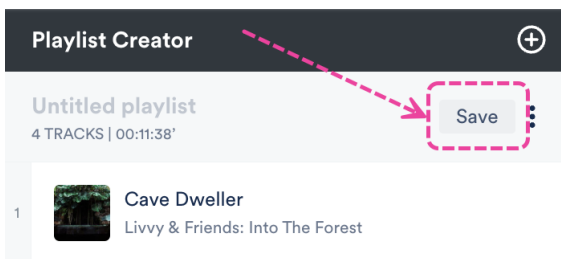 Playlist Creator
Untitled playlist
4 TRACKS | 00:11:38’
Save
1
Cave Dweller
Livvy & Friends: Into The Forest